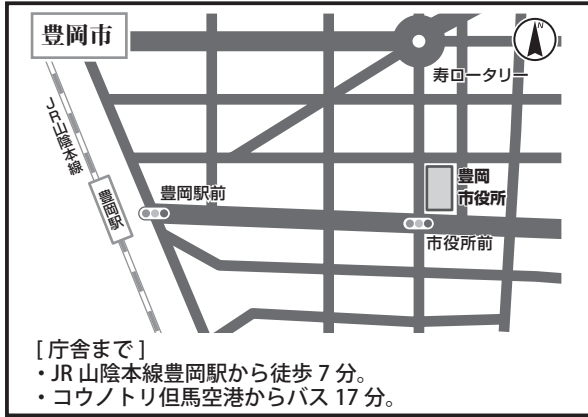 豊岡市
N
寿ロータリー
JR山陰本線
豊岡
市役所
豊岡駅前
豊岡駅
市役所前
[ 庁舎まで ]
・JR 山陰本線豊岡駅から徒歩 7 分。
・コウノトリ但馬空港からバス 17 分。